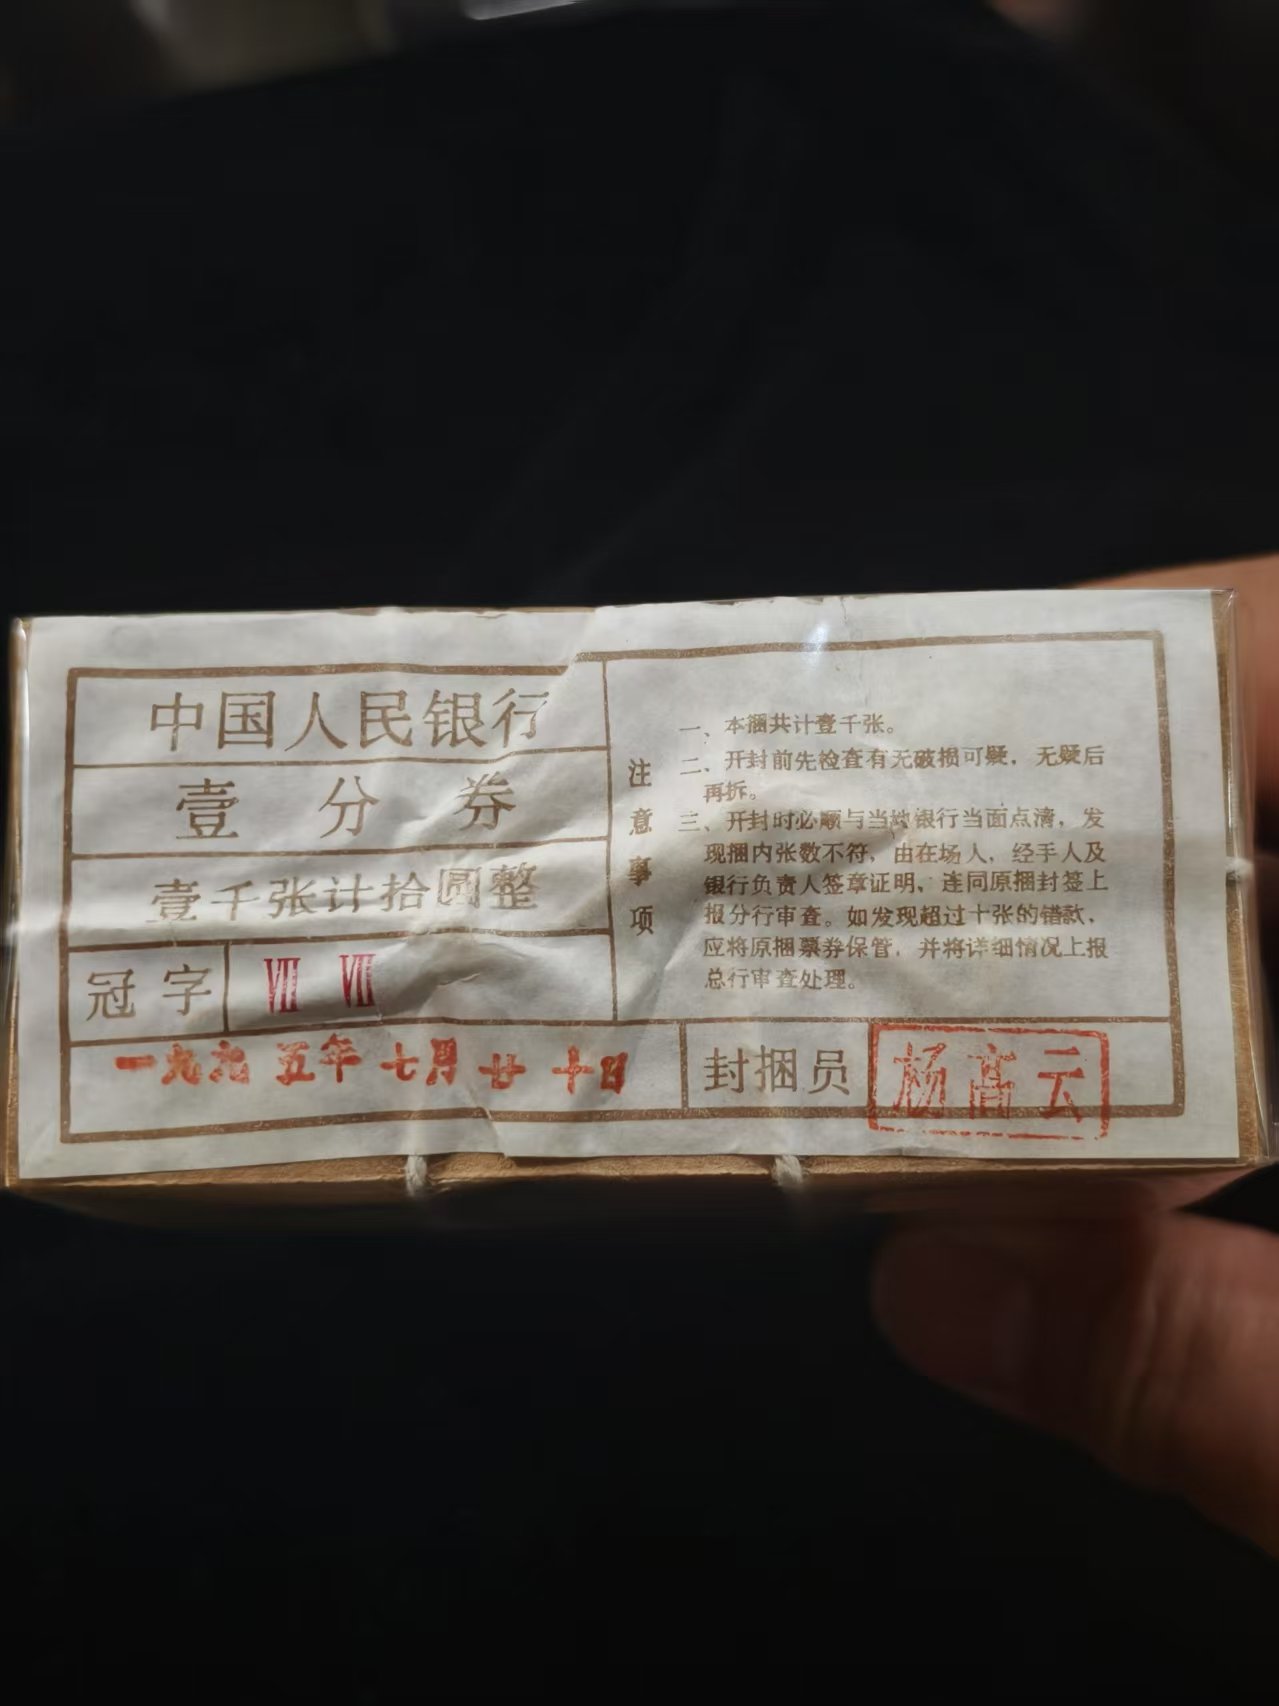 中国人民银行
壹分券
壹千张计拾圆整
冠字 Ⅶ Ⅶ
一九九五年七月廿十日
注意事项
一、本捆共计壹千张。
二、开封前先检查有无破损可疑，无疑后
再拆。
三、开封时必顺与当地银行当面点清，发
现捆内张数不符，由在场人、经手人及
银行负责人签章证明，连同原捆封签上
报分行审查。如发现超过十张的错款，
应将原捆票券保管，并将详细情况上报
总行审查处理。
封捆员 杨高云